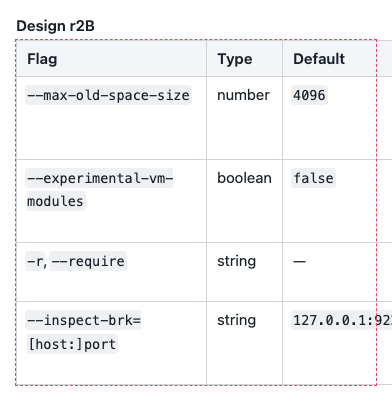 Design r2B
Flag Type Default
--max-old-space-size number 4096
--experimental-vm- boolean false
modules
-r, --require string —
--inspect-brk= string 127.0.0.1:92
[host:]port